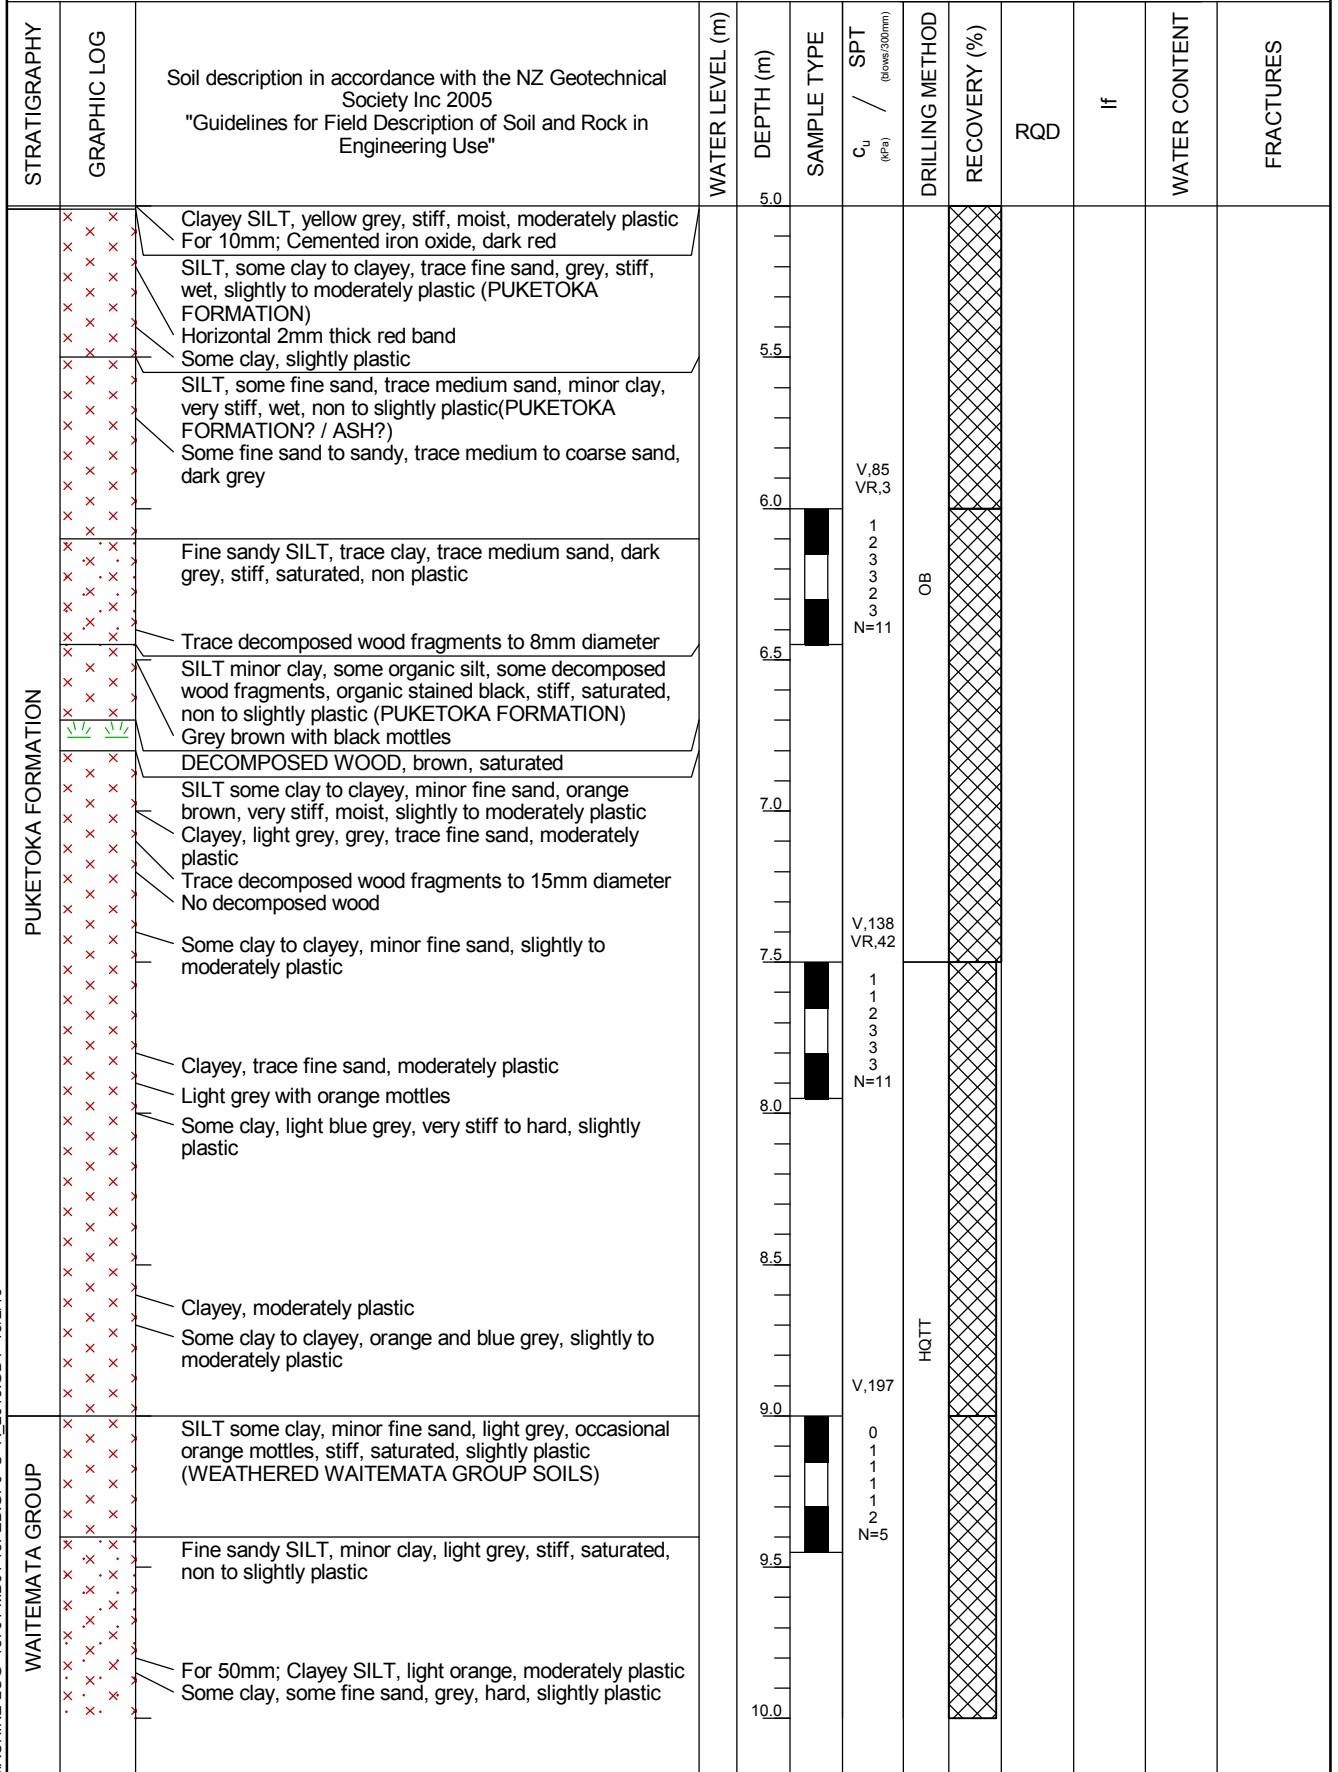 STRATIGRAPHY
GRAPHIC LOG
Soil description in accordance with the NZ Geotechnical
Society Inc 2005
"Guidelines for Field Description of Soil and Rock in
Engineering Use"
WATER LEVEL (m)
DEPTH (m)
SAMPLE TYPE
cu / SPT
(kPa) (blows/300mm)
DRILLING METHOD
RECOVERY (%)
RQD
If
WATER CONTENT
FRACTURES
5.0
Clayey SILT, yellow grey, stiff, moist, moderately plastic
For 10mm; Cemented iron oxide, dark red
SILT, some clay to clayey, trace fine sand, grey, stiff,
wet, slightly to moderately plastic (PUKETOKA
FORMATION)
Horizontal 2mm thick red band
Some clay, slightly plastic
5.5
SILT, some fine sand, trace medium sand, minor clay,
very stiff, wet, non to slightly plastic(PUKETOKA
FORMATION? / ASH?)
Some fine sand to sandy, trace medium to coarse sand,
dark grey
V,85
VR,3
6.0
1
2
3
3
2
3
N=11
OB
Fine sandy SILT, trace clay, trace medium sand, dark
grey, stiff, saturated, non plastic
Trace decomposed wood fragments to 8mm diameter
6.5
SILT minor clay, some organic silt, some decomposed
wood fragments, organic stained black, stiff, saturated,
non to slightly plastic (PUKETOKA FORMATION)
Grey brown with black mottles
DECOMPOSED WOOD, brown, saturated
SILT some clay to clayey, minor fine sand, orange
brown, very stiff, moist, slightly to moderately plastic
7.0
Clayey, light grey, grey, trace fine sand, moderately
plastic
Trace decomposed wood fragments to 15mm diameter
No decomposed wood
PUKETOKA FORMATION
Some clay to clayey, minor fine sand, slightly to
moderately plastic
V,138
VR,42
7.5
1
1
2
3
3
3
N=11
Clayey, trace fine sand, moderately plastic
Light grey with orange mottles
8.0
Some clay, light blue grey, very stiff to hard, slightly
plastic
8.5
Clayey, moderately plastic
Some clay to clayey, orange and blue grey, slightly to
moderately plastic
HQTT
V,197
9.0
SILT some clay, minor fine sand, light grey, occasional
orange mottles, stiff, saturated, slightly plastic
(WEATHERED WAITEMATA GROUP SOILS)
0
1
1
1
1
2
N=5
Fine sandy SILT, minor clay, light grey, stiff, saturated,
non to slightly plastic
9.5
WAITEMATA GROUP
For 50mm; Clayey SILT, light orange, moderately plastic
Some clay, some fine sand, grey, hard, slightly plastic
10.0